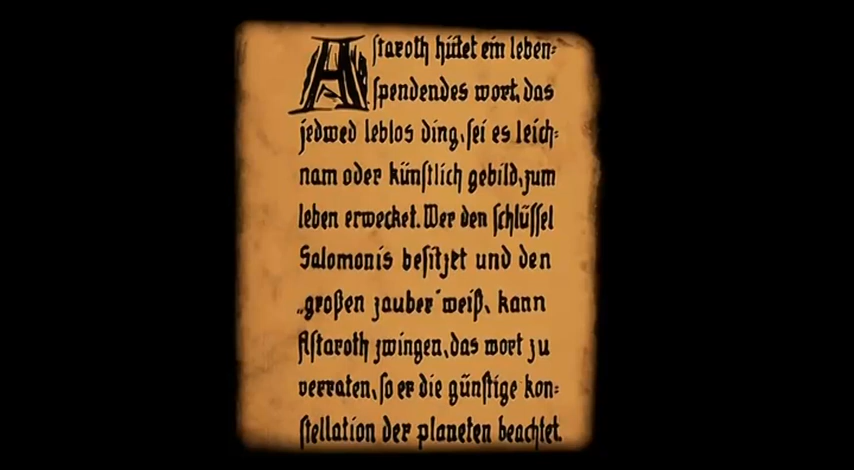 Astaroth hütet ein leben=
spendendes wort, das
jedwed leblos ding, sei es leich=
nam oder künstlich gebild, zum
leben erwecket. Wer den schlüssel
Salomonis besitzet und den
„großen zauber" weiß, kann
Astaroth zwingen, das wort zu
verraten, so er die günstige kon=
stellation der planeten beachtet.